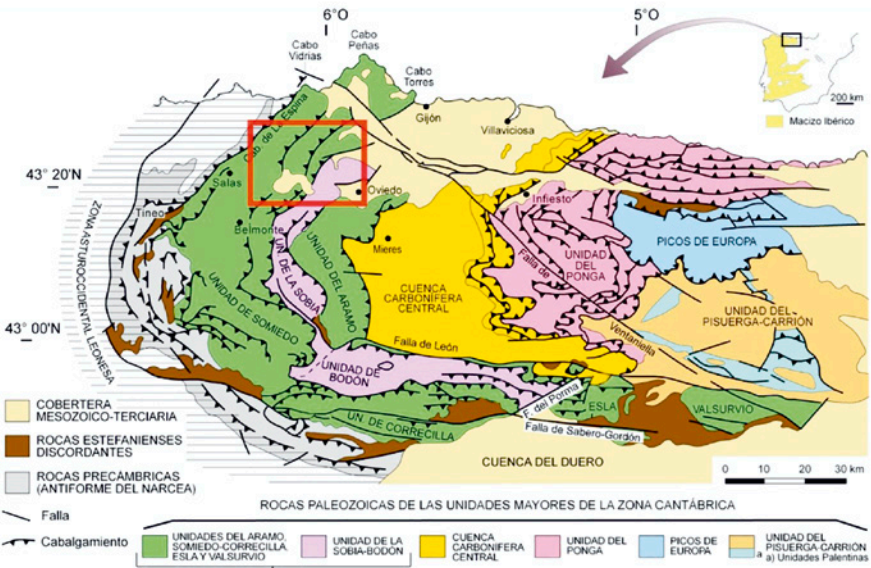 6°O
5°O
Cabo
Vidrias
Cabo
Peñas
Cabo
Torres
Gijón
Villaviciosa
200 km
Macizo Ibérico
43° 20'N
43° 00'N
Cab. de La Espina
Salas
Tineo
Oviedo
Belmonte
Mieres
Infiesto
ZONA ASTUROCCIDENTAL LEONESA
UN. DE LA SOBIA
UNIDAD DEL ARAMO
UNIDAD DE SOMIEDO
CUENCA
CARBONÍFERA
CENTRAL
UNIDAD
DEL
PONGA
Falla de
Ventaniella
PICOS DE EUROPA
UNIDAD DEL
PISUERGA-CARRIÓN
Falla de León
UNIDAD DE
BODÓN
UN. DE CORRECILLA
F. del Porma
ESLA
VALSURVIO
Falla de Sabero-Gordón
CUENCA DEL DUERO
0 10 20 30 km
COBERTERA
MESOZOICO-TERCIARIA
ROCAS ESTEFANIENSES
DISCORDANTES
ROCAS PRECÁMBRICAS
(ANTIFORME DEL NARCEA)
Falla
Cabalgamiento
ROCAS PALEOZOICAS DE LAS UNIDADES MAYORES DE LA ZONA CANTÁBRICA
UNIDADES DEL ARAMO,
SOMIEDO-CORRECILLA,
ESLA Y VALSURVIO
UNIDAD DE LA
SOBIA-BODÓN
CUENCA
CARBONÍFERA
CENTRAL
UNIDAD DEL
PONGA
PICOS DE
EUROPA
UNIDAD DEL
PISUERGA-CARRIÓN
a a) Unidades Palentinas